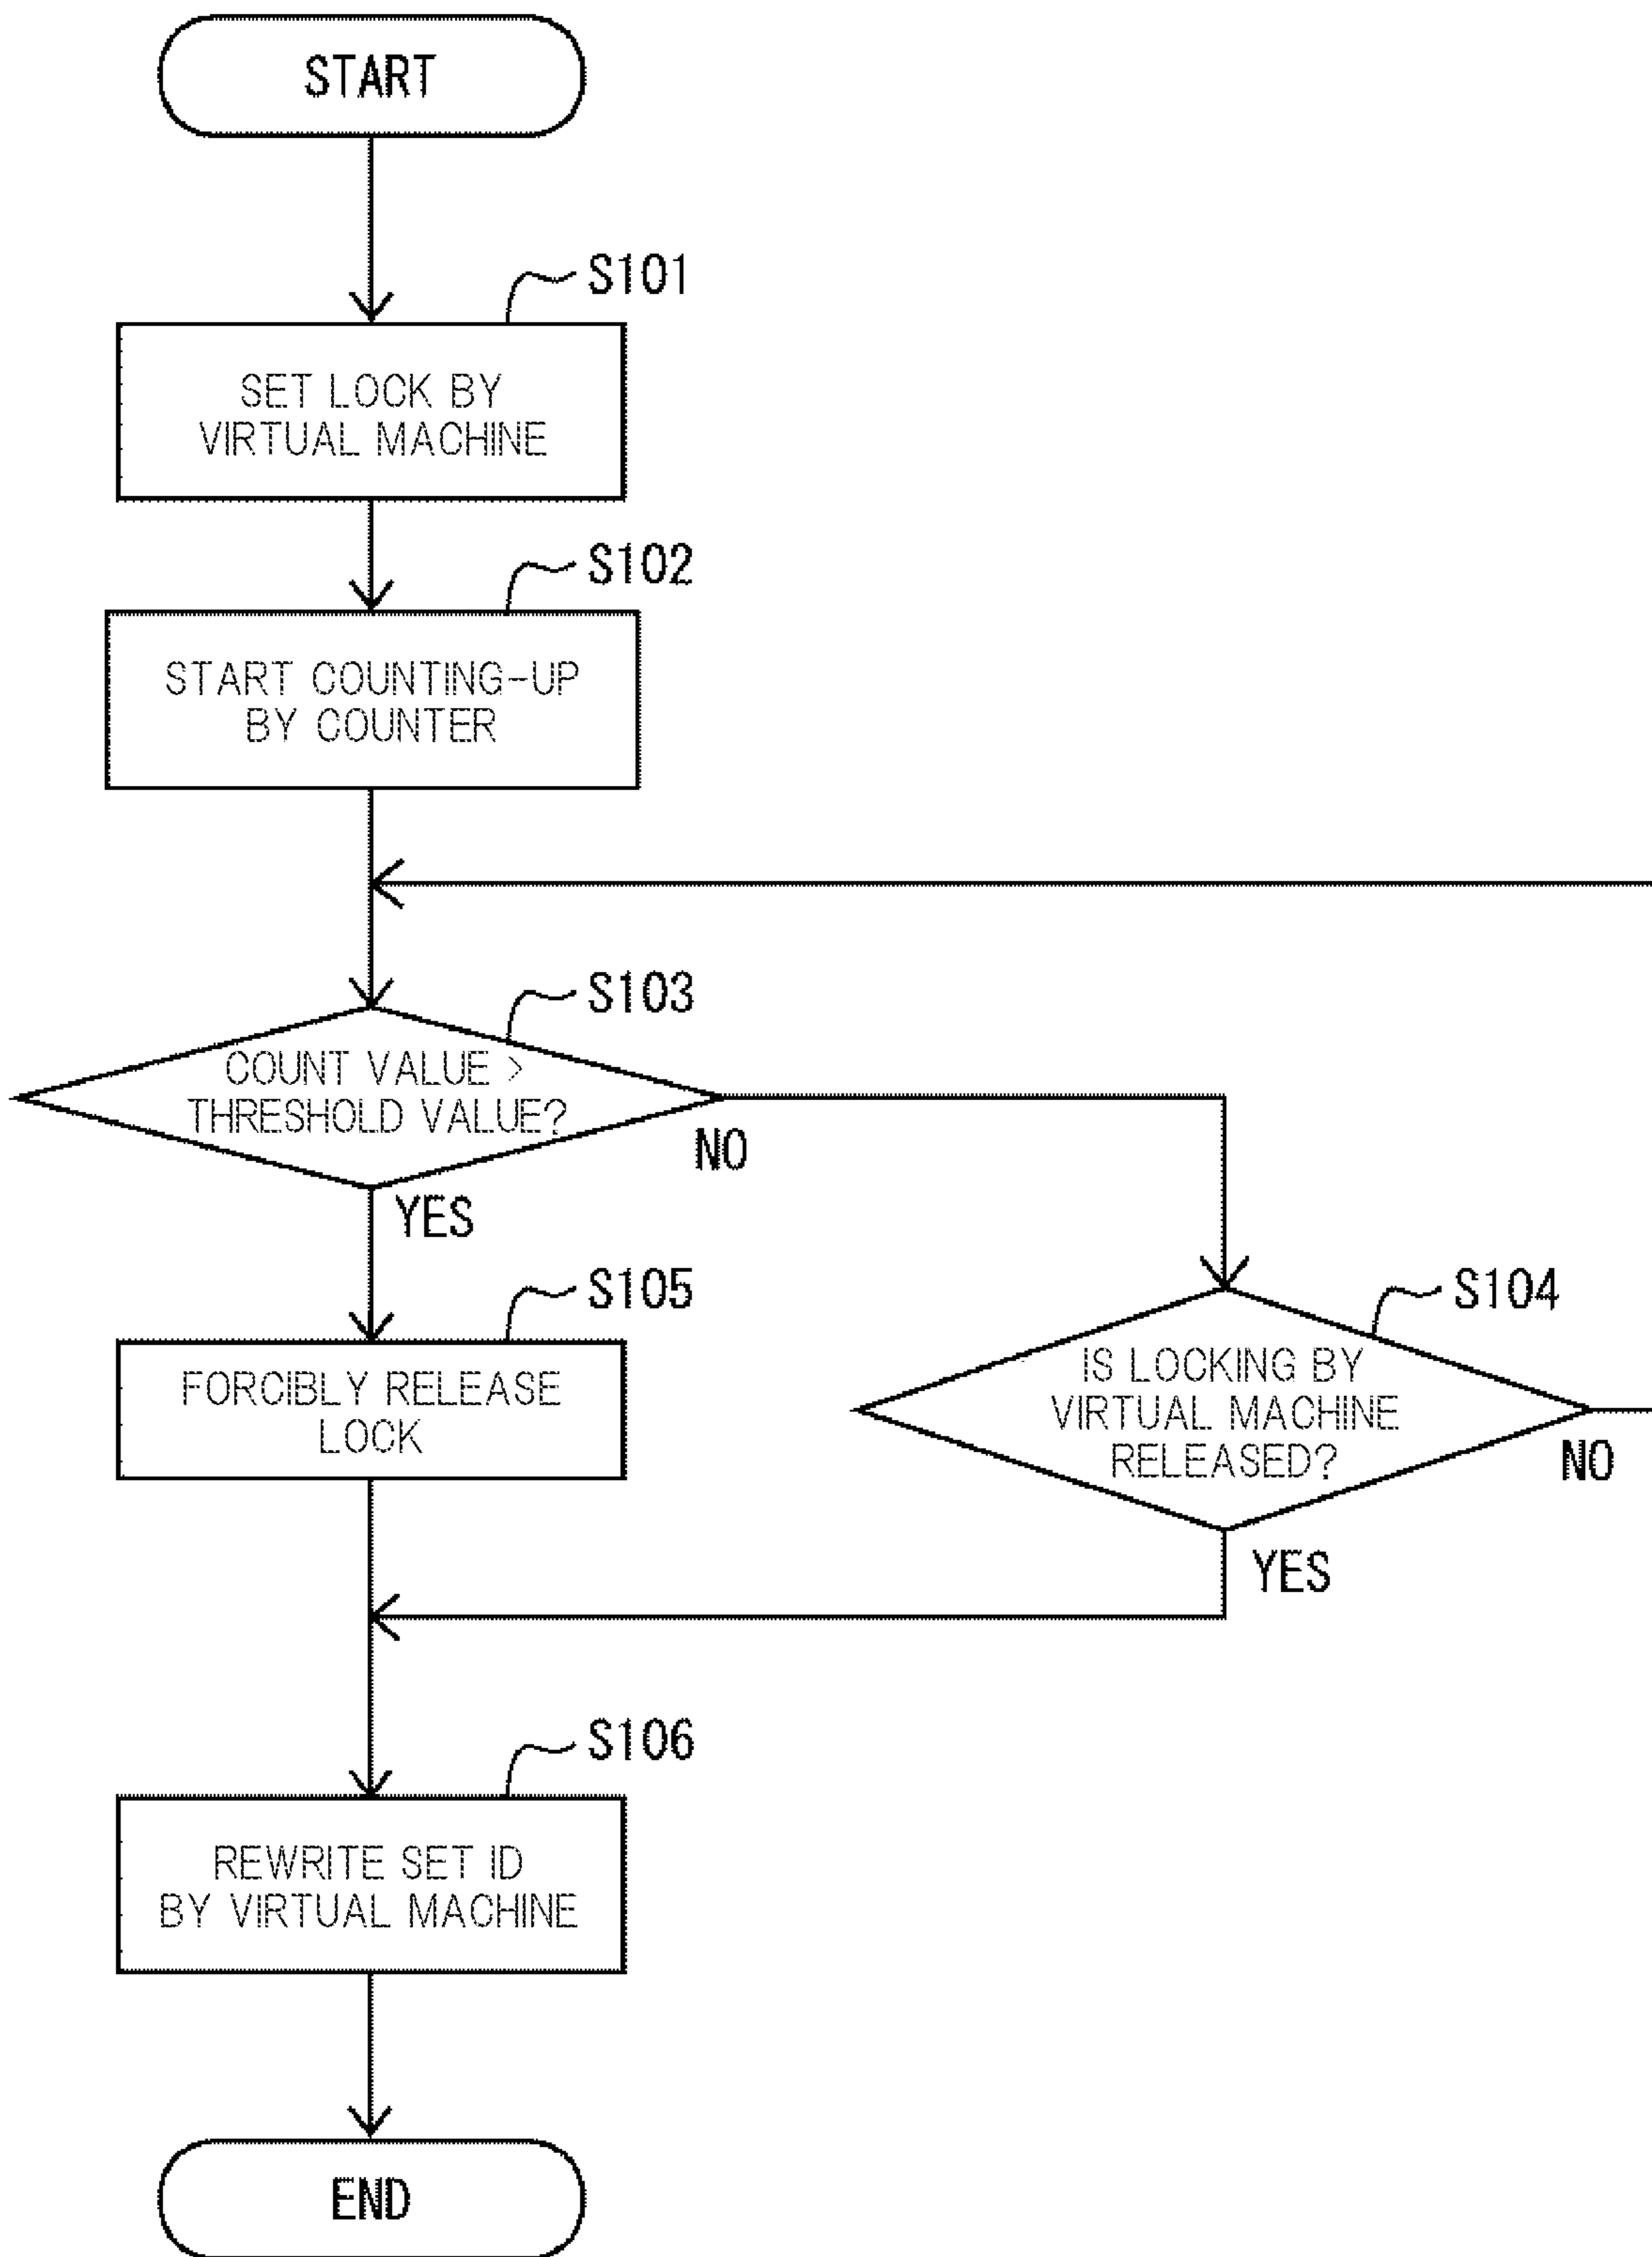 START
S101
SET LOCK BY
VIRTUAL MACHINE
S102
START COUNTING-UP
BY COUNTER
S103
COUNT VALUE >
THRESHOLD VALUE?
NO
YES
S105
FORCIBLY RELEASE
LOCK
S104
IS LOCKING BY
VIRTUAL MACHINE
RELEASED?
NO
YES
S106
REWRITE SET ID
BY VIRTUAL MACHINE
END